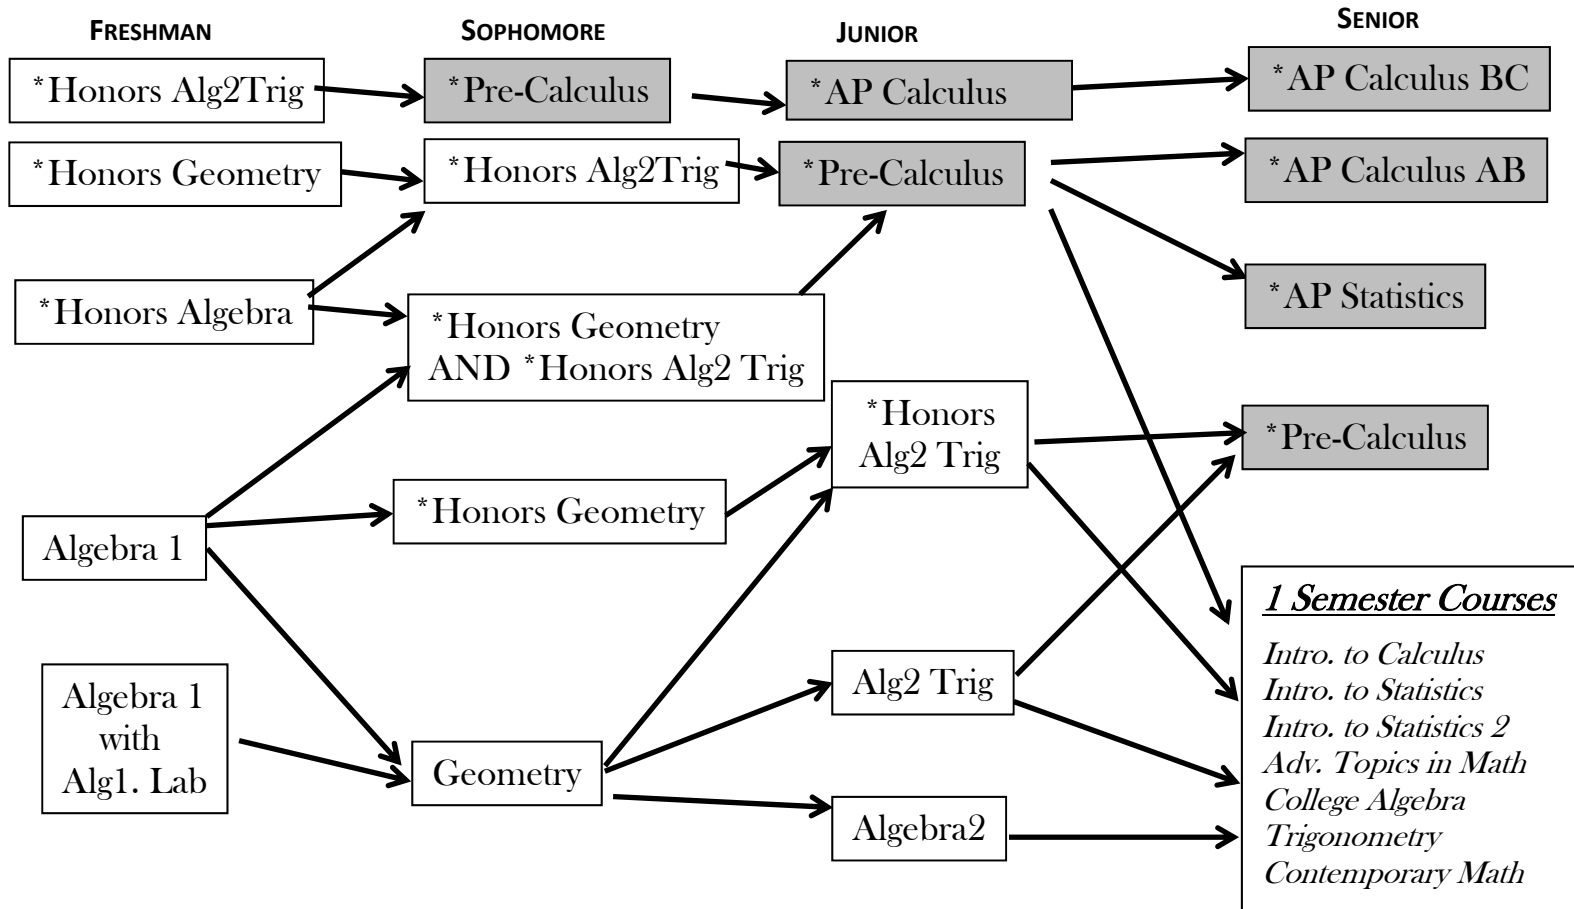 FRESHMAN
SOPHOMORE
JUNIOR
SENIOR
*Honors Alg2Trig
*Pre-Calculus
*AP Calculus
*AP Calculus BC
*Honors Geometry
*Honors Alg2Trig
*Pre-Calculus
*AP Calculus AB
*Honors Algebra
*Honors Geometry
AND *Honors Alg2 Trig
*AP Statistics
*Honors
Alg2 Trig
*Pre-Calculus
Algebra 1
*Honors Geometry
Algebra 1
with
Alg1. Lab
Geometry
Alg2 Trig
Algebra2
1 Semester Courses
Intro. to Calculus
Intro. to Statistics
Intro. to Statistics 2
Adv. Topics in Math
College Algebra
Trigonometry
Contemporary Math